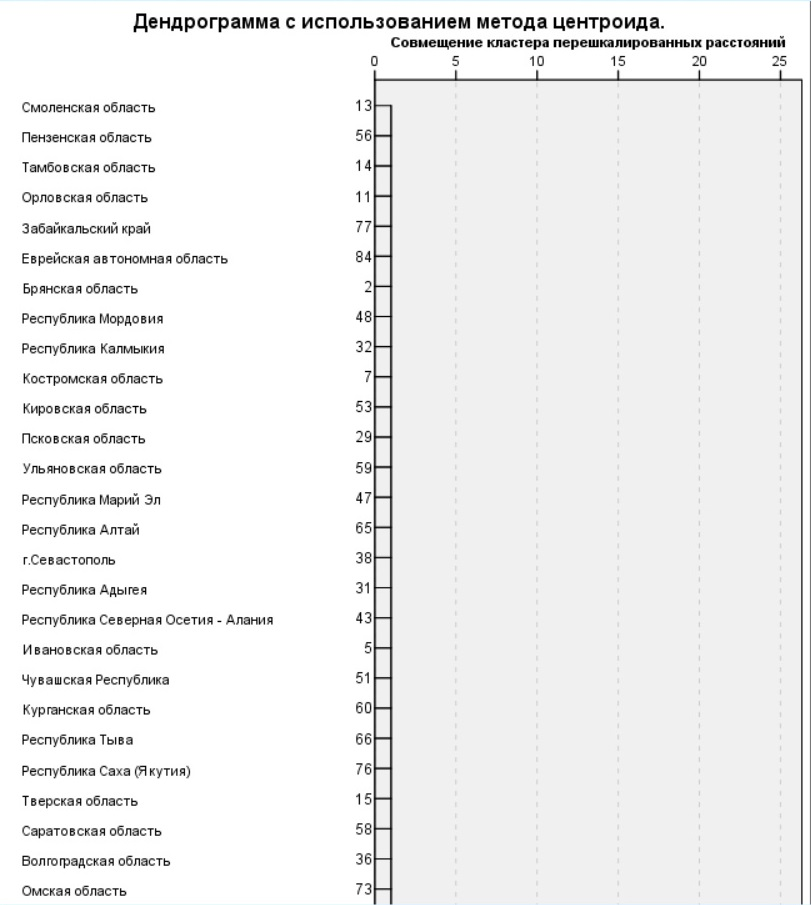 Дендрограмма с использованием метода центроида.
Совмещение кластера перешкалированных расстояний
0 5 10 15 20 25
Смоленская область 13
Пензенская область 56
Тамбовская область 14
Орловская область 11
Забайкальский край 77
Еврейская автономная область 84
Брянская область 2
Республика Мордовия 48
Республика Калмыкия 32
Костромская область 7
Кировская область 53
Псковская область 29
Ульяновская область 59
Республика Марий Эл 47
Республика Алтай 65
г.Севастополь 38
Республика Адыгея 31
Республика Северная Осетия - Алания 43
Ивановская область 5
Чувашская Республика 51
Курганская область 60
Республика Тыва 66
Республика Саха (Якутия) 76
Тверская область 15
Саратовская область 58
Волгоградская область 36
Омская область 73